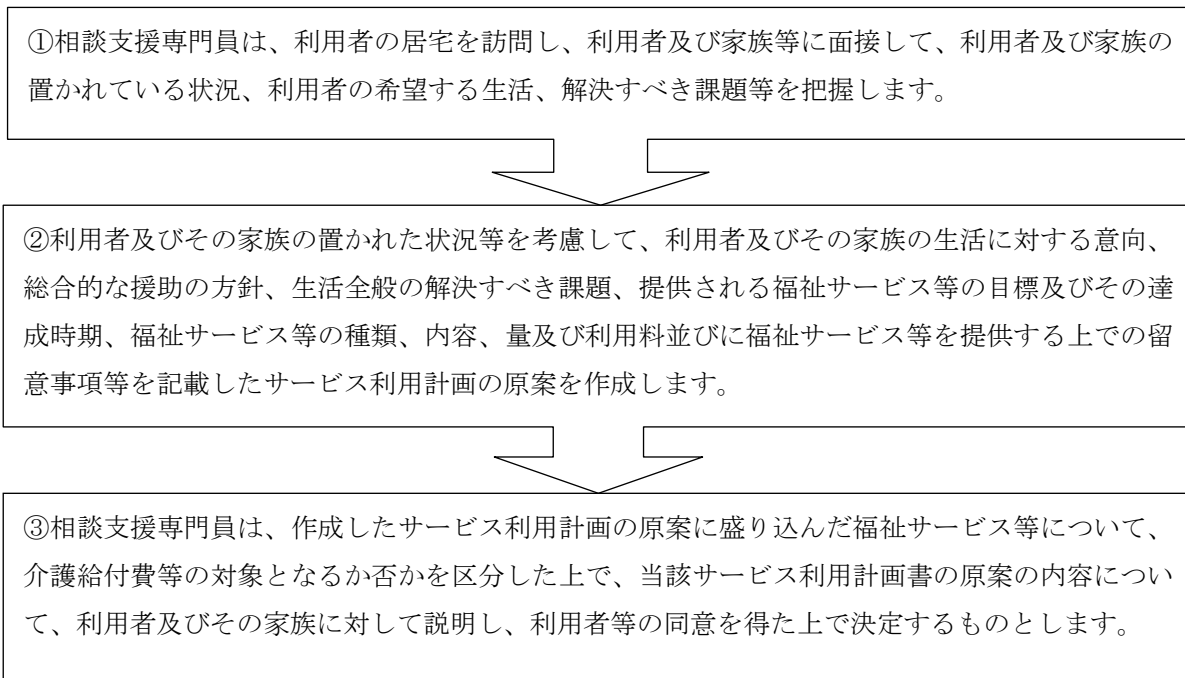 ①相談支援専門員は、利用者の居宅を訪問し、利用者及び家族等に面接して、利用者及び家族の
置かれている状況、利用者の希望する生活、解決すべき課題等を把握します。
②利用者及びその家族の置かれた状況等を考慮して、利用者及びその家族の生活に対する意向、
総合的な援助の方針、生活全般の解決すべき課題、提供される福祉サービス等の目標及びその達
成時期、福祉サービス等の種類、内容、量及び利用料並びに福祉サービス等を提供する上での留
意事項等を記載したサービス利用計画の原案を作成します。
③相談支援専門員は、作成したサービス利用計画の原案に盛り込んだ福祉サービス等について、
介護給付費等の対象となるか否かを区分した上で、当該サービス利用計画書の原案の内容につい
て、利用者及びその家族に対して説明し、利用者等の同意を得た上で決定するものとします。